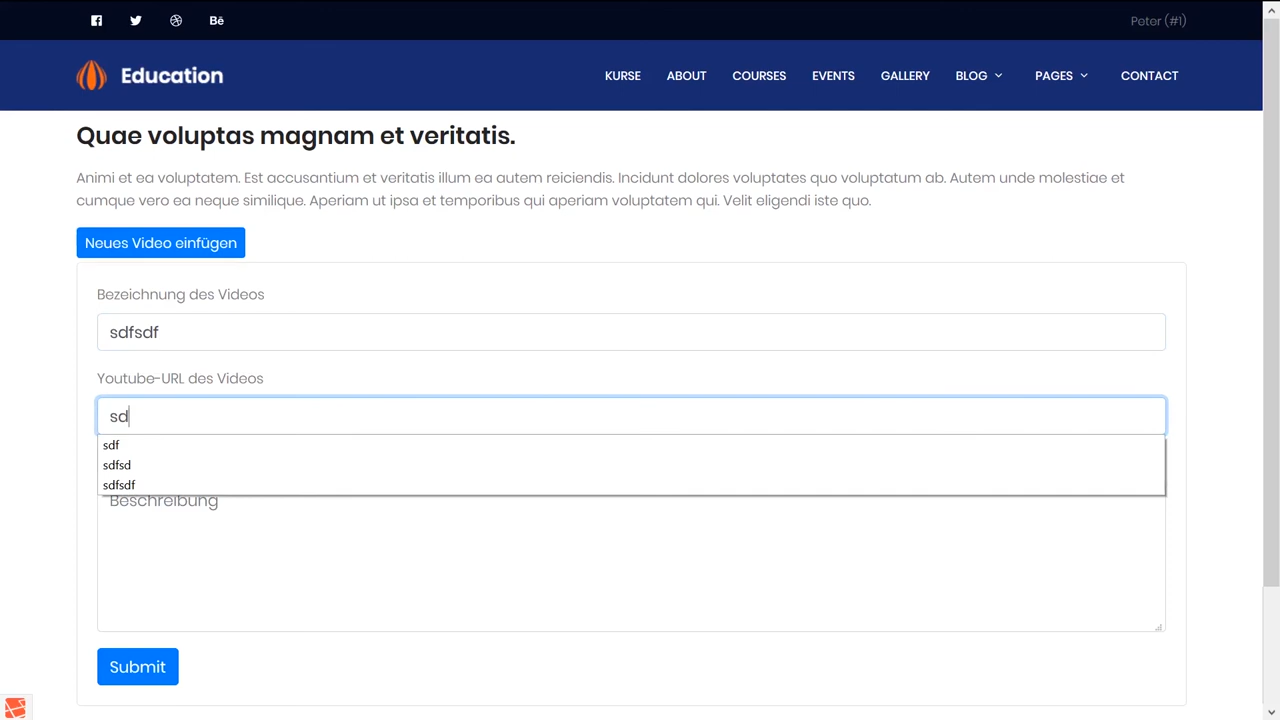 Bē
Peter (#1)
Education
KURSE
ABOUT
COURSES
EVENTS
GALLERY
BLOG
PAGES
CONTACT
Quae voluptas magnam et veritatis.
Animi et ea voluptatem. Est accusantium et veritatis illum ea autem reiciendis. Incidunt dolores voluptates quo voluptatum ab. Autem unde molestiae et
cumque vero ea neque similique. Aperiam ut ipsa et temporibus qui aperiam voluptatem qui. Velit eligendi iste quo.
Neues Video einfügen
Bezeichnung des Videos
sdfsdf
Youtube-URL des Videos
sd
sdf
sdfsd
sdfsdf
Beschreibung
Submit